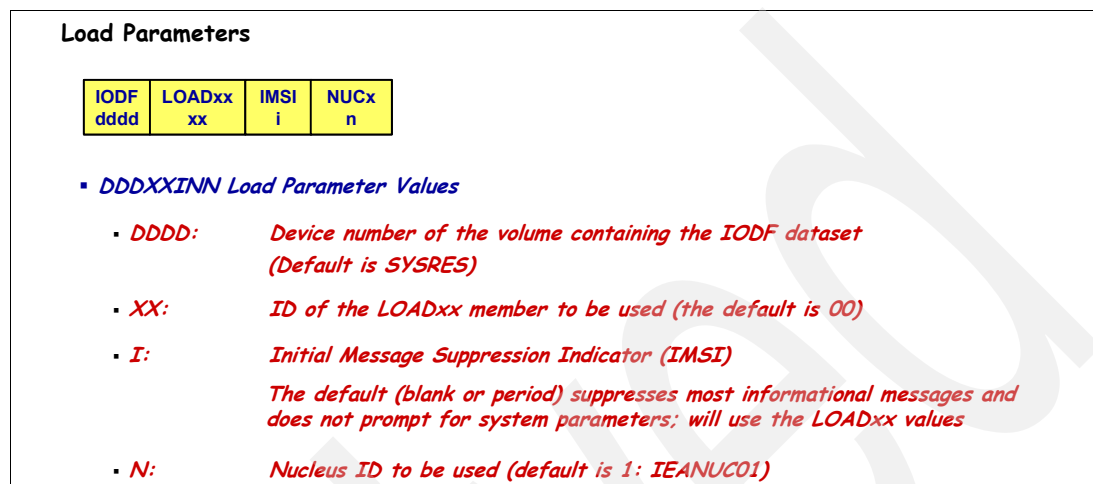 Load Parameters
IODF LOADxx IMSI NUCx
dddd xx i n
▪ DDDXXINN Load Parameter Values
▪ DDDD: Device number of the volume containing the IODF dataset
(Default is SYSRES)
▪ XX: ID of the LOADxx member to be used (the default is 00)
▪ I: Initial Message Suppression Indicator (IMSI)
The default (blank or period) suppresses most informational messages and
does not prompt for system parameters; will use the LOADxx values
▪ N: Nucleus ID to be used (default is 1: IEANUC01)